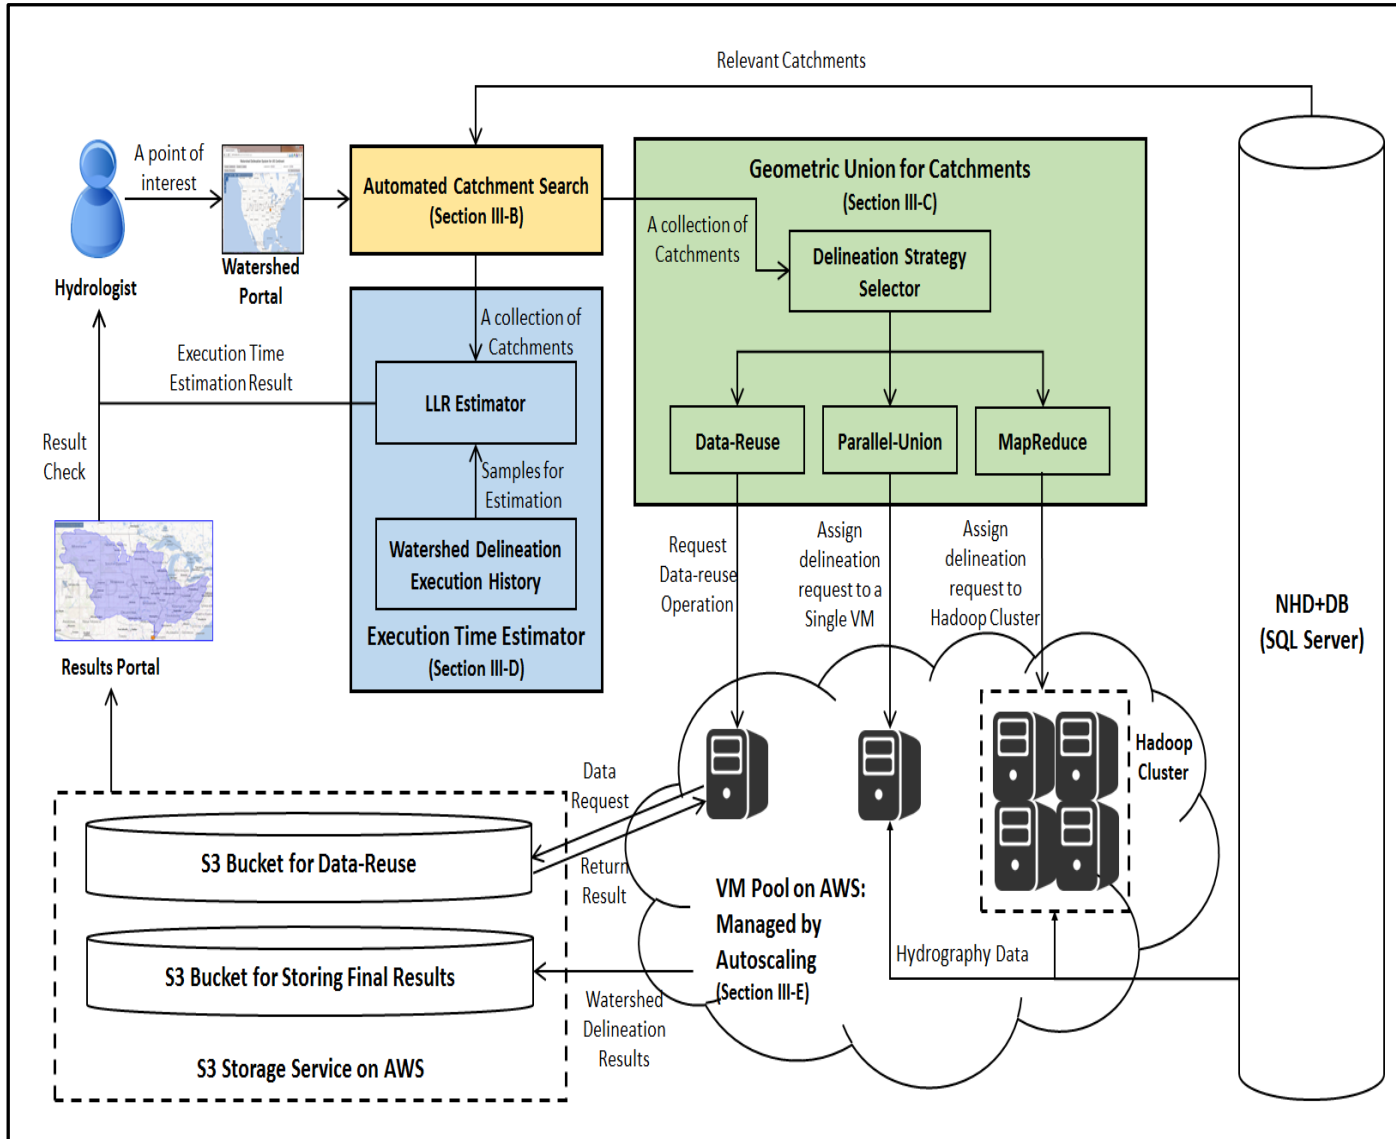 Relevant Catchments
A point of
interest
Hydrologist
Watershed
Portal
Automated Catchment Search
(Section III-B)
Geometric Union for Catchments
(Section III-C)
A collection of
Catchments
Delineation Strategy
Selector
Data-Reuse
Parallel-Union
MapReduce
A collection of
Catchments
LLR Estimator
Samples for
Estimation
Watershed Delineation
Execution History
Execution Time Estimator
(Section III-D)
Execution Time
Estimation Result
Result
Check
Results Portal
Request
Data-reuse
Operation
Assign
delineation
request to a
Single VM
Assign
delineation
request to
Hadoop Cluster
NHD+DB
(SQL Server)
Hadoop
Cluster
Data
Request
Return
Result
S3 Bucket for Data-Reuse
S3 Bucket for Storing Final Results
S3 Storage Service on AWS
VM Pool on AWS:
Managed by
Autoscaling
(Section III-E)
Hydrography Data
Watershed
Delineation
Results